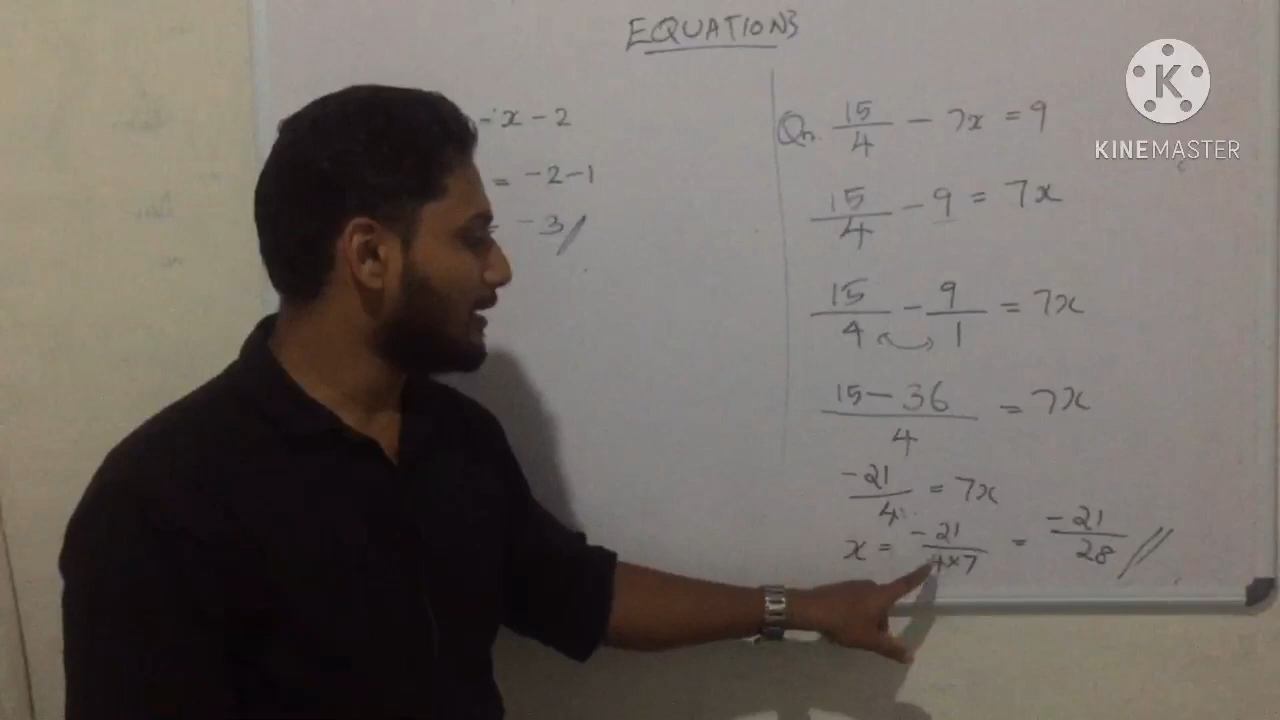 EQUATIONS
- x - 2
= -2-1
= -3 //
Qn. 15/4 - 7x = 9
15/4 - 9 = 7x
15/4 - 9/1 = 7x
15 - 36 / 4 = 7x
-21/4 = 7x
x = -21/4×7 = -21/28 //
K
KINEMASTER